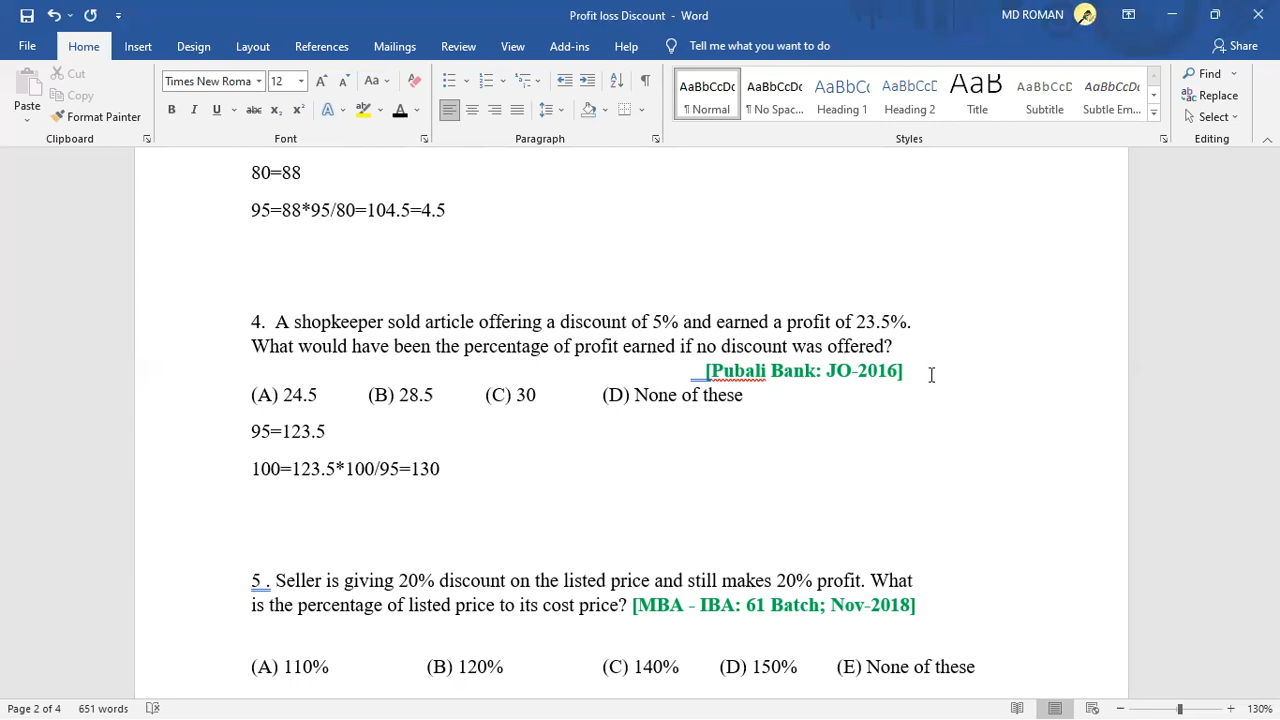 Profit loss Discount - Word
MD ROMAN
File Home Insert Design Layout References Mailings Review View Add-ins Help Tell me what you want to do Share
Paste
Cut
Copy
Format Painter
Times New Roma 12
B I U abc x₂ x² A A
Aa
AaBbCcDc AaBbCcDc AaBbCc AaBbCcC AaB AaBbCcD AaBbCcDc
¶ Normal ¶ No Spac... Heading 1 Heading 2 Title Subtitle Subtle Em...
Find
Replace
Select
Clipboard Font Paragraph Styles Editing
80=88
95=88*95/80=104.5=4.5
4. A shopkeeper sold article offering a discount of 5% and earned a profit of 23.5%.
What would have been the percentage of profit earned if no discount was offered?
[Pubali Bank: JO-2016]
(A) 24.5 (B) 28.5 (C) 30 (D) None of these
95=123.5
100=123.5*100/95=130
5 . Seller is giving 20% discount on the listed price and still makes 20% profit. What
is the percentage of listed price to its cost price? [MBA - IBA: 61 Batch; Nov-2018]
(A) 110% (B) 120% (C) 140% (D) 150% (E) None of these
Page 2 of 4 651 words 130%